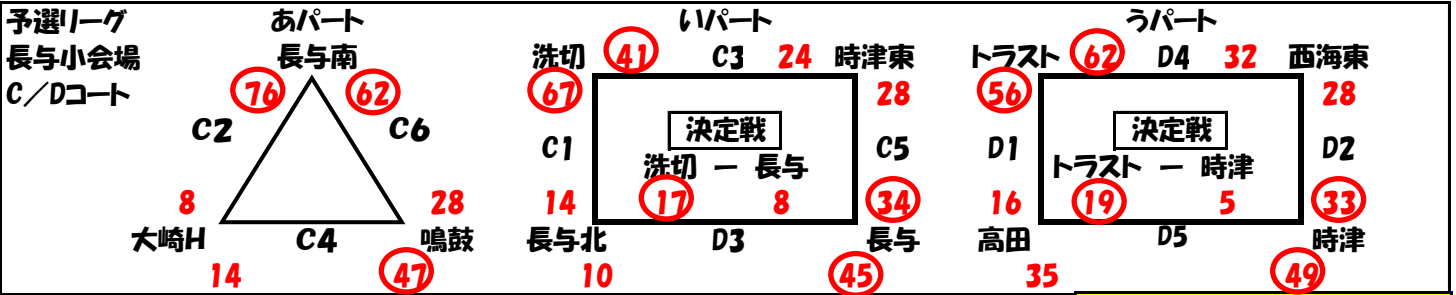 予選リーグ あパート いパート うパート
長与小会場 長与南 洗切 41 C3 24 時津東 トラスト 62 D4 32 西海東
C/Dコート 76 62 67 28 56 28
C2 C6 決定戦 決定戦
C1 C5 D1 D2
洗切 ー 長与 トラスト ー 時津
8 28 14 17 8 34 16 19 5 33
大崎H C4 鳴鼓 長与北 D3 長与 高田 D5 時津
14 47 10 45 35 49